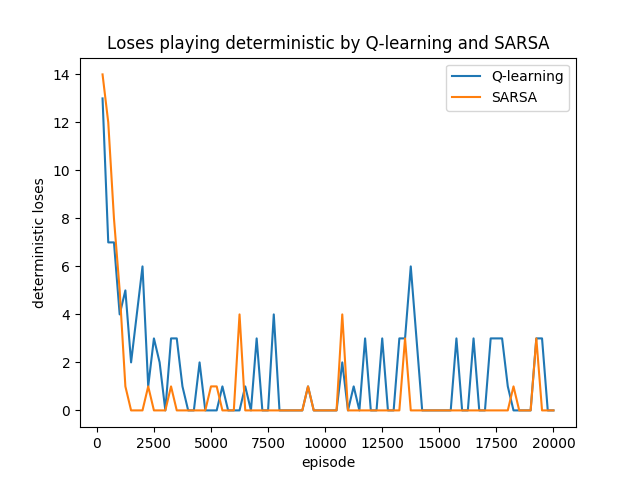 Loses playing deterministic by Q-learning and SARSA
Q-learning
SARSA
deterministic loses
14
12
10
8
6
4
2
0
0 2500 5000 7500 10000 12500 15000 17500 20000
episode